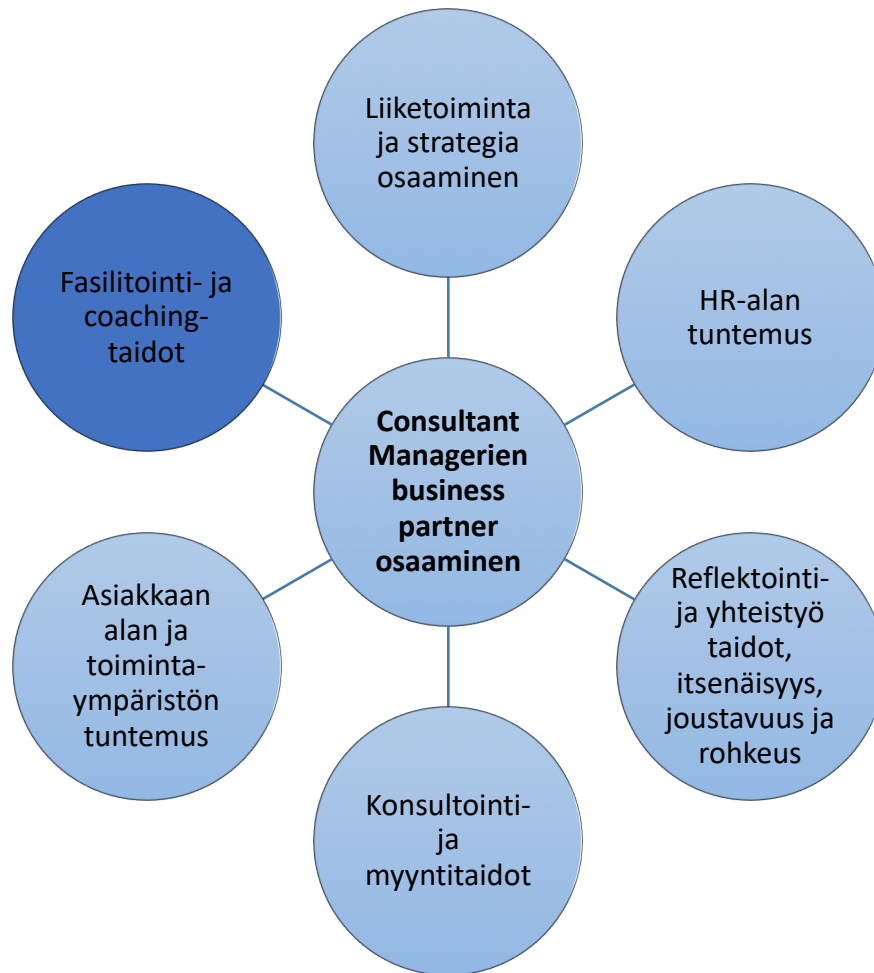 Liiketoiminta
ja strategia
osaaminen
Fasilitointi- ja
coaching-
taidot
HR-alan
tuntemus
Consultant
Managerien
business
partner
osaaminen
Asiakkaan
alan ja
toiminta-
ympäristön
tuntemus
Reflektointi-
ja yhteistyö
taidot,
itsenäisyys,
joustavuus ja
rohkeus
Konsultointi-
ja
myyntitaidot